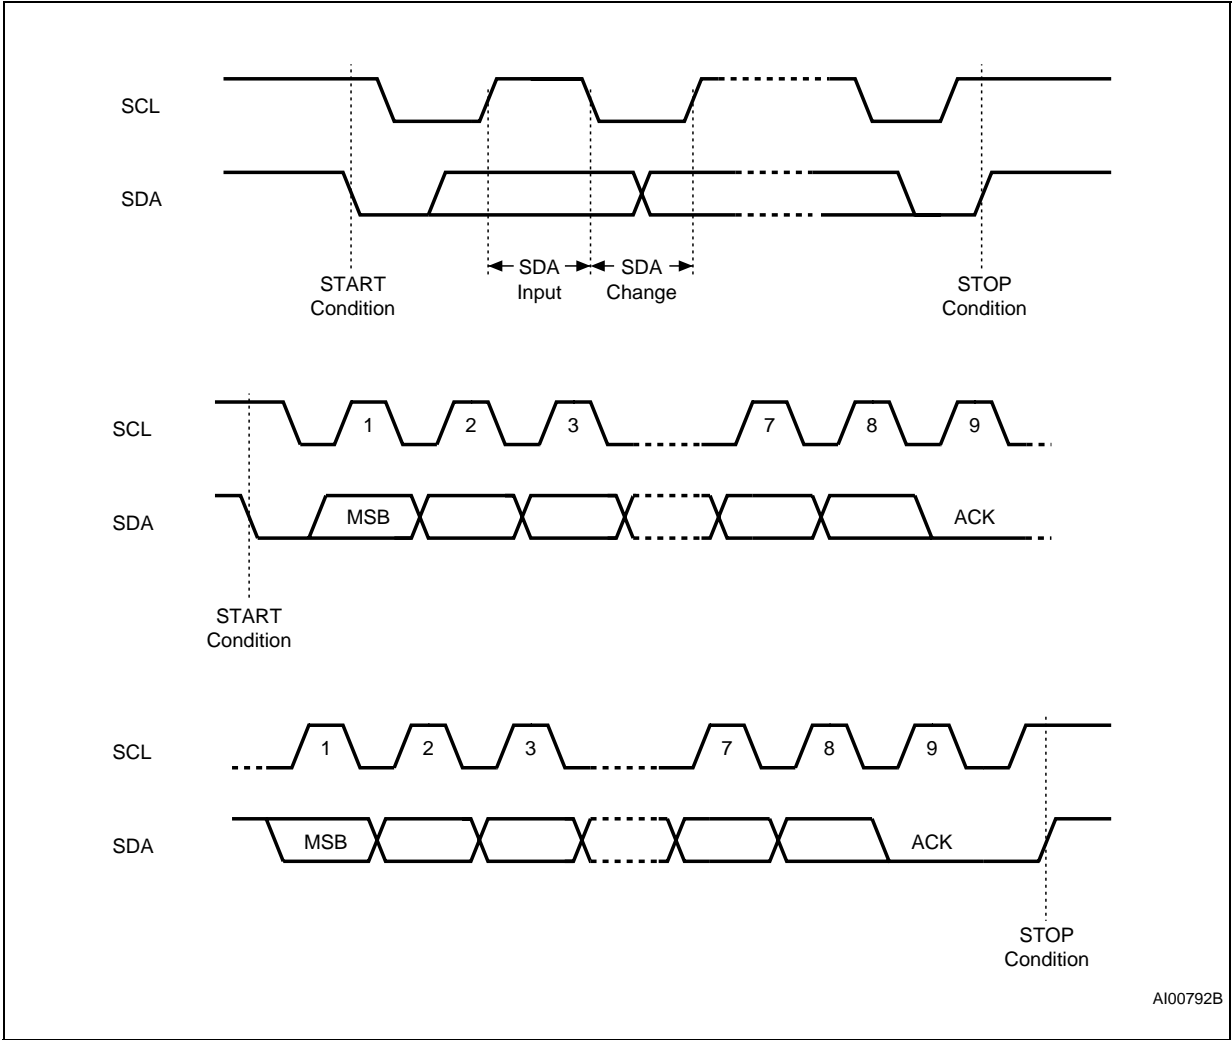 SCL
SDA
SDA
Input
SDA
Change
START
Condition
STOP
Condition
SCL
1 2 3 7 8 9
SDA
MSB ACK
START
Condition
SCL
1 2 3 7 8 9
SDA
MSB ACK
STOP
Condition
AI00792B